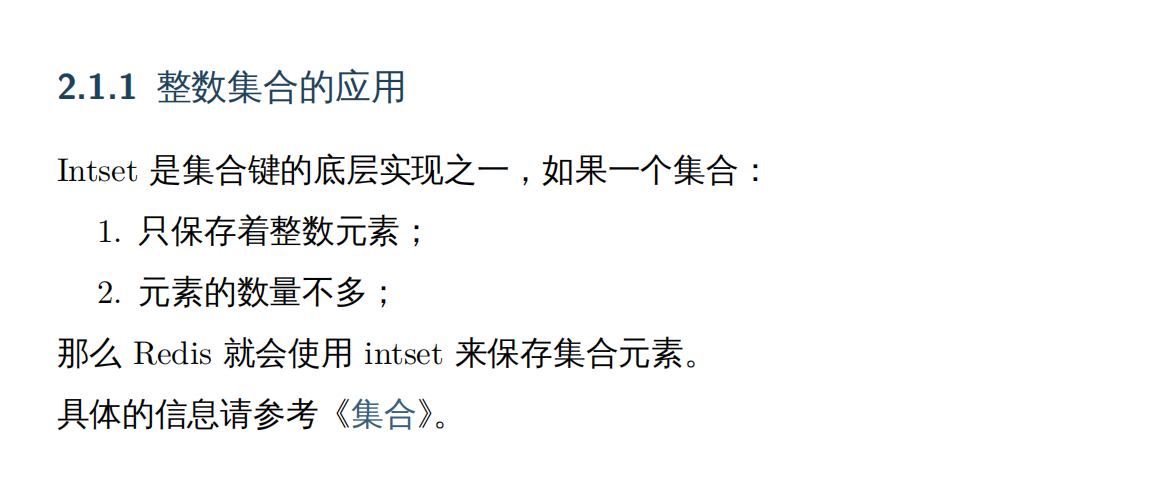 2.1.1 整数集合的应用
Intset 是集合键的底层实现之一，如果一个集合：
1. 只保存着整数元素；
2. 元素的数量不多；
那么 Redis 就会使用 intset 来保存集合元素。
具体的信息请参考《集合》。